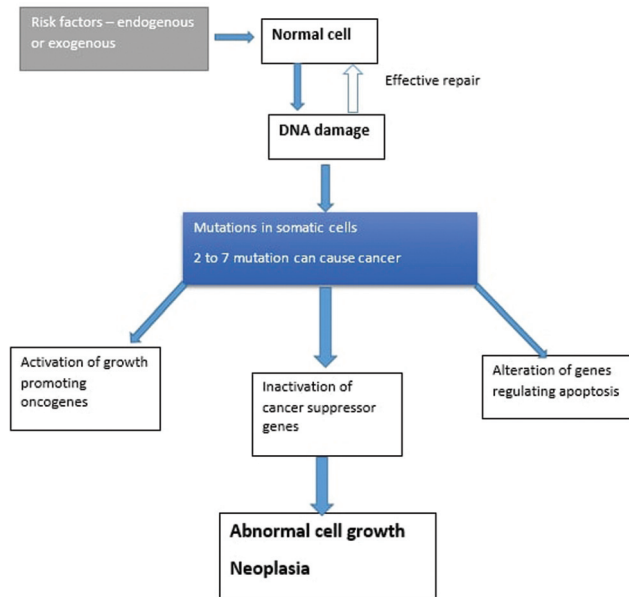 Risk factors – endogenous
or exogenous
Normal cell
Effective repair
DNA damage
Mutations in somatic cells
2 to 7 mutation can cause cancer
Activation of growth
promoting
oncogenes
Inactivation of
cancer suppressor
genes
Alteration of genes
regulating apoptosis
Abnormal cell growth
Neoplasia